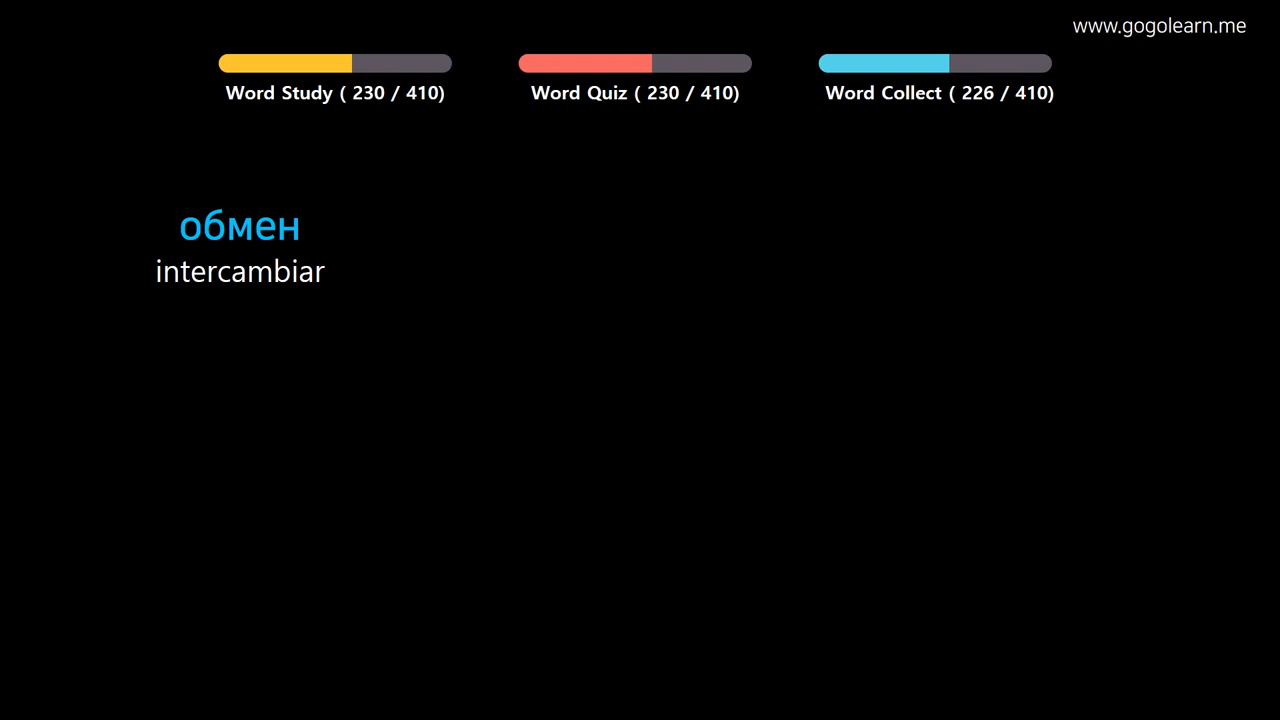 www.gogolearn.me
Word Study ( 230 / 410)
Word Quiz ( 230 / 410)
Word Collect ( 226 / 410)
обмен
intercambiar